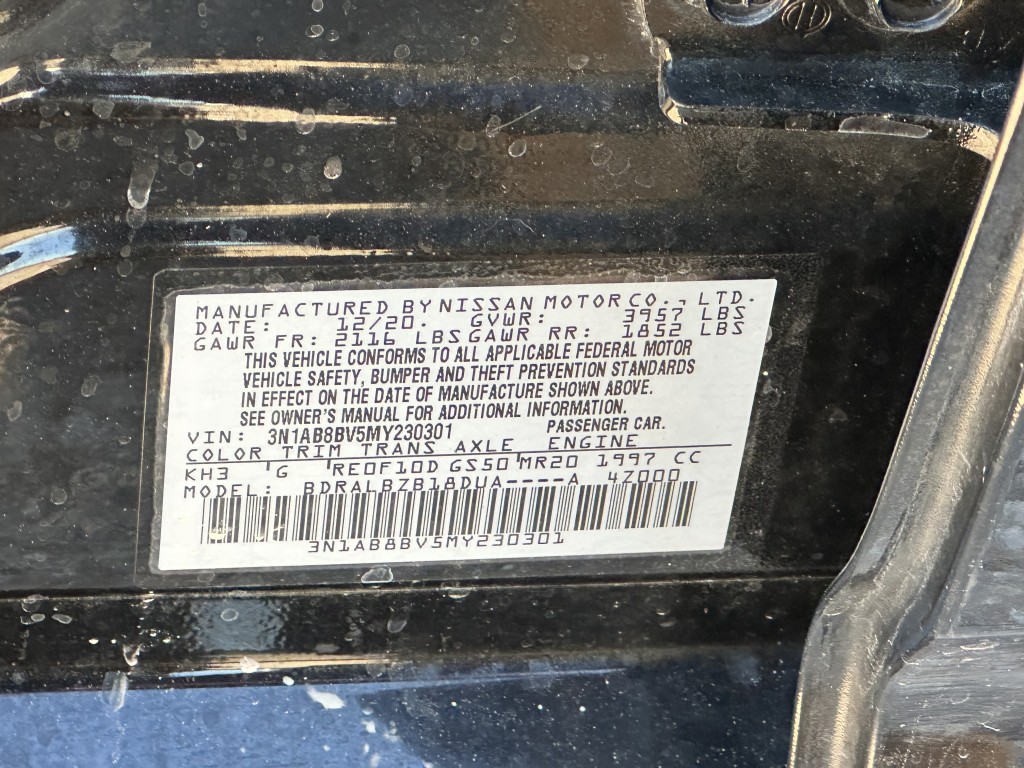 MANUFACTURED BY NISSAN MOTOR CO., LTD.
DATE: 12/20. GVWR: 3957 LBS
GAWR FR: 2116 LBS GAWR RR: 1852 LBS
THIS VEHICLE CONFORMS TO ALL APPLICABLE FEDERAL MOTOR
VEHICLE SAFETY, BUMPER AND THEFT PREVENTION STANDARDS
IN EFFECT ON THE DATE OF MANUFACTURE SHOWN ABOVE.
SEE OWNER'S MANUAL FOR ADDITIONAL INFORMATION.
VIN: 3N1AB8BV5MY230301 PASSENGER CAR.
COLOR TRIM TRANS AXLE ENGINE
KH3 G RE0F10D GS50 MR20 1997 CC
MODEL: BDRALBZB18DUA----A 4Z000
3N1AB8BV5MY230301